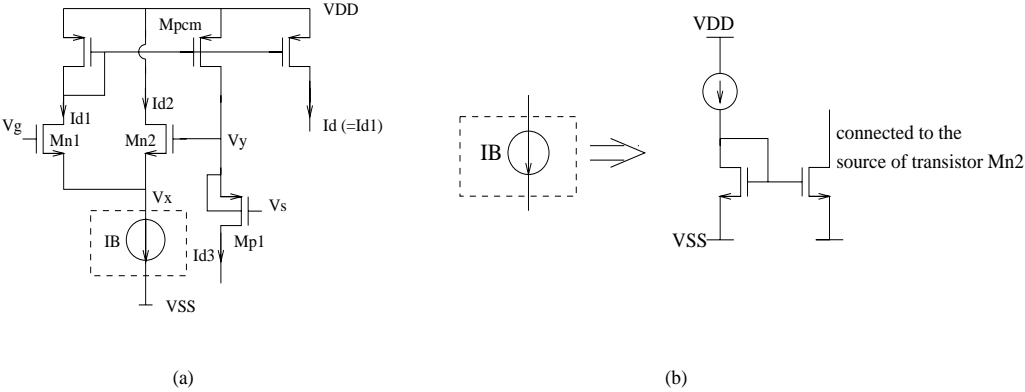 VDD
Mpcm
Id1
Id2
Vg
Mn1
Mn2
Vy
Id (=Id1)
Vx
Vs
IB
Id3
Mp1
VSS
(a)
VDD
IB
connected to the
source of transistor Mn2
VSS
(b)